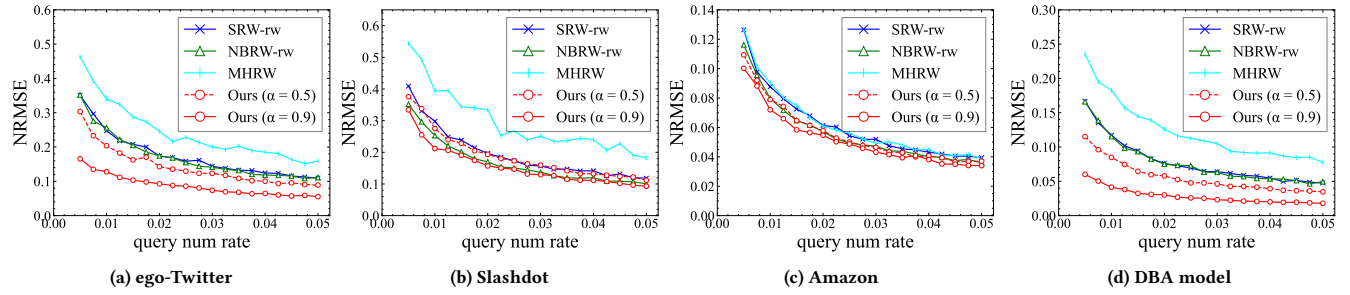 0.6
0.5
0.4
0.3
0.2
0.1
0.0
NRMSE
SRW-rw
NBRW-rw
MHRW
Ours (α = 0.5)
Ours (α = 0.9)
0.00 0.01 0.02 0.03 0.04 0.05
query num rate
(a) ego-Twitter
0.6
0.5
0.4
0.3
0.2
0.1
0.0
NRMSE
SRW-rw
NBRW-rw
MHRW
Ours (α = 0.5)
Ours (α = 0.9)
0.00 0.01 0.02 0.03 0.04 0.05
query num rate
(b) Slashdot
0.14
0.12
0.10
0.08
0.06
0.04
0.02
0.00
NRMSE
SRW-rw
NBRW-rw
MHRW
Ours (α = 0.5)
Ours (α = 0.9)
0.00 0.01 0.02 0.03 0.04 0.05
query num rate
(c) Amazon
0.30
0.25
0.20
0.15
0.10
0.05
0.00
NRMSE
SRW-rw
NBRW-rw
MHRW
Ours (α = 0.5)
Ours (α = 0.9)
0.00 0.01 0.02 0.03 0.04 0.05
query num rate
(d) DBA model